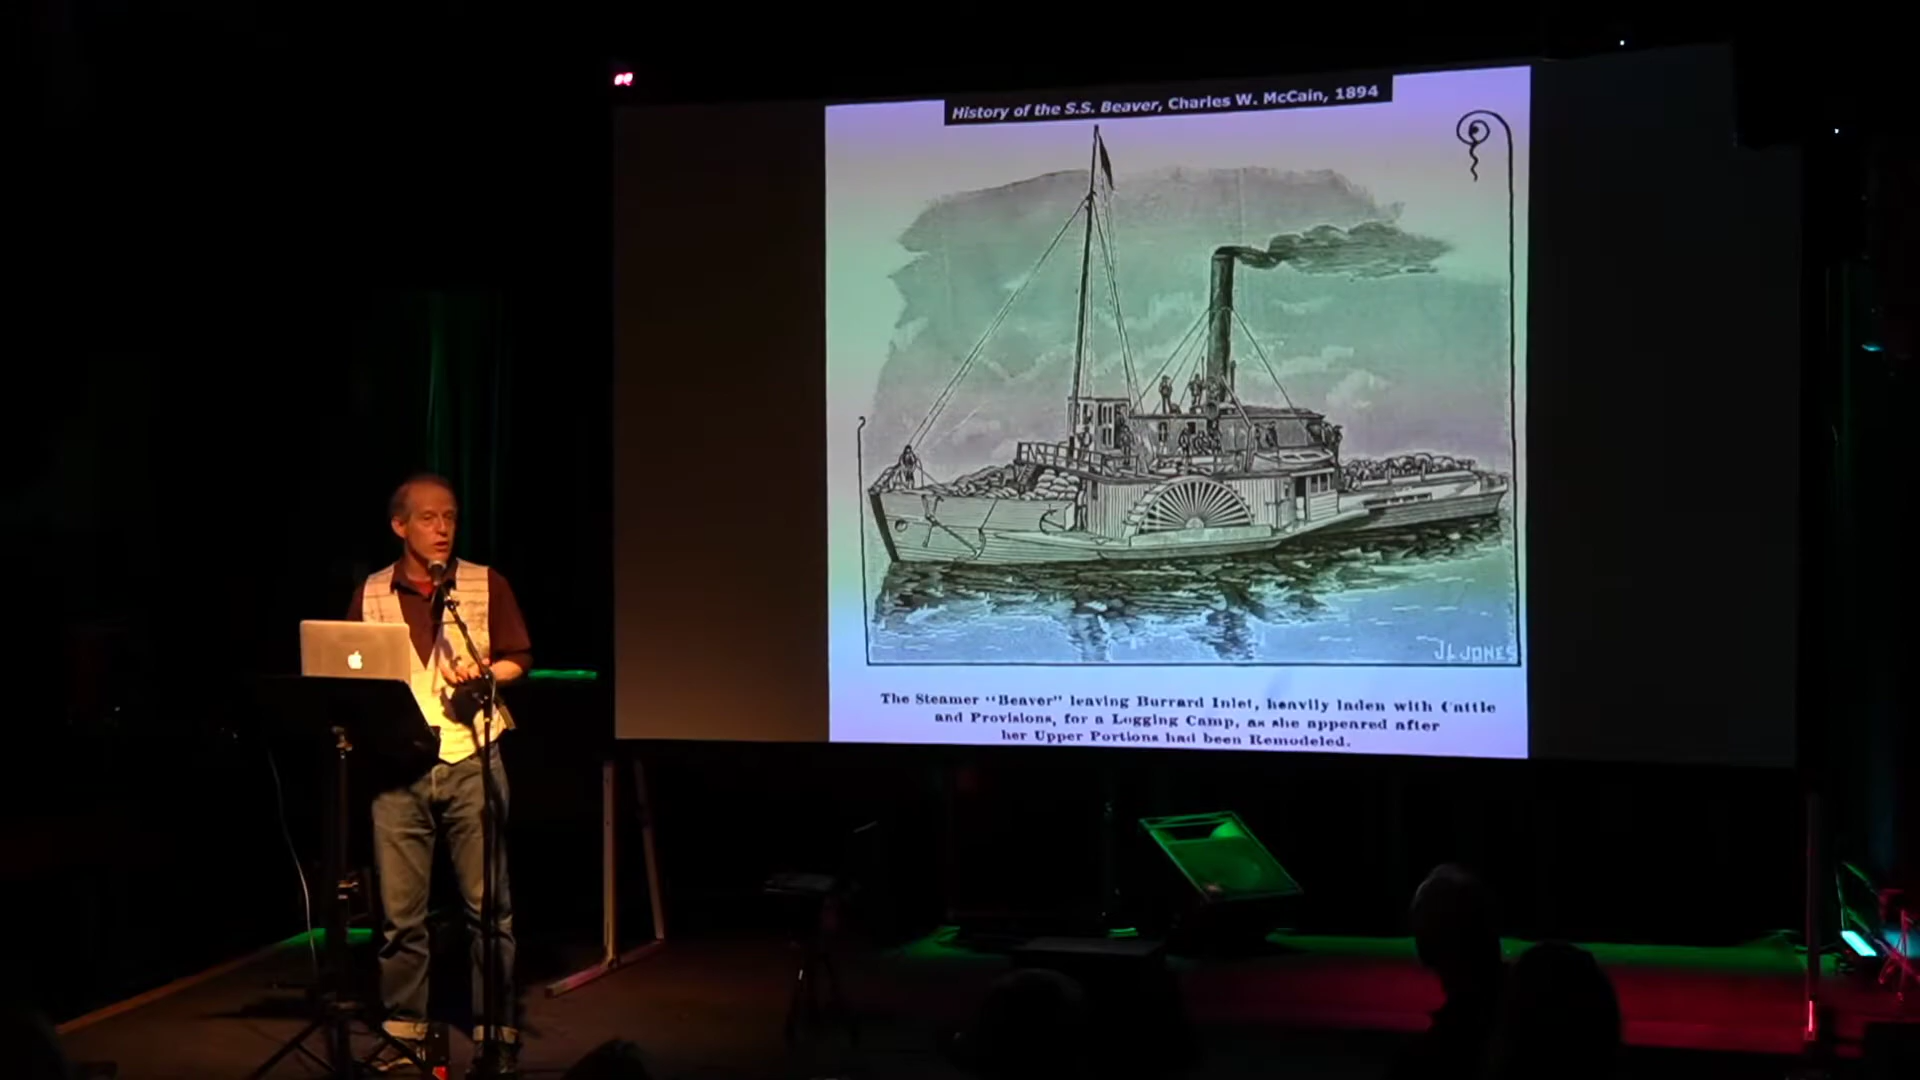 History of the S.S. Beaver, Charles W. McCain, 1894
J L JONES
The Steamer "Beaver" leaving Burrard Inlet, heavily laden with Cattle
and Provisions, for a Logging Camp, as she appeared after
her Upper Portions had been Remodeled.